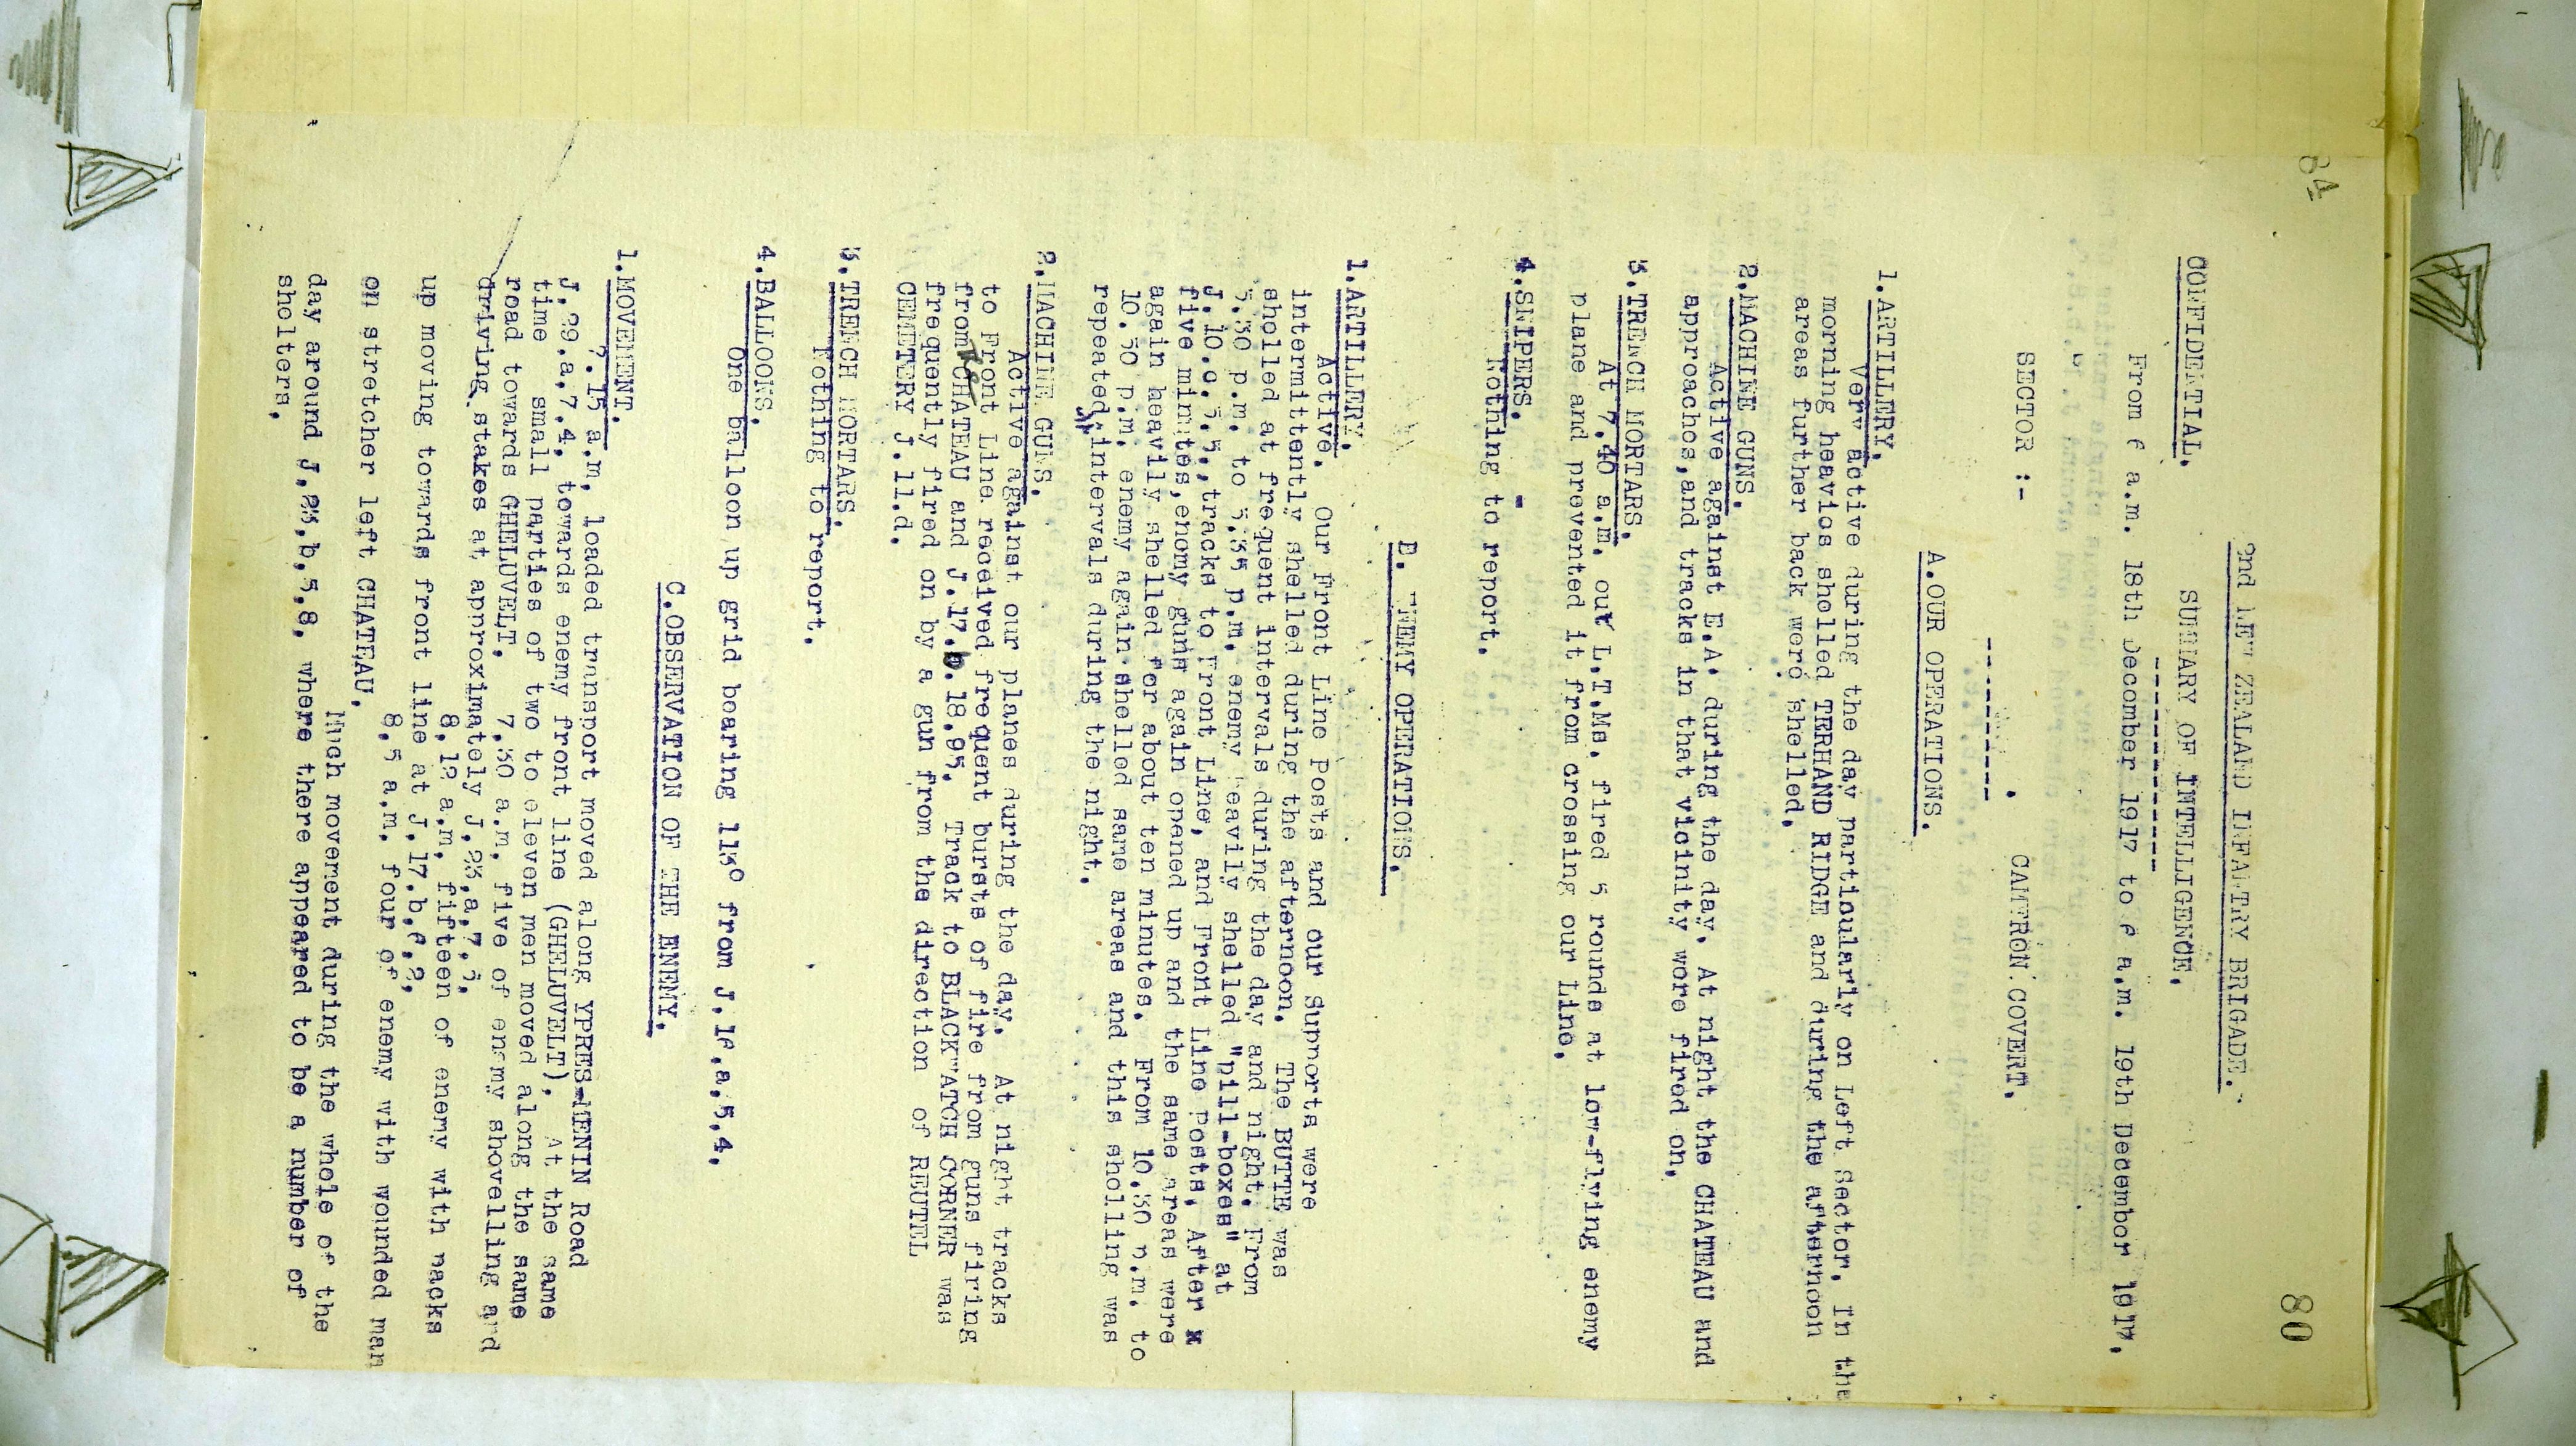 84
80
2nd NEW ZEALAND INFANTRY BRIGADE.
CONFIDENTIAL. SUMMARY OF INTELLIGENCE.
------------
From 6 a.m. 18th December 1917 to 6 a.m. 19th December 1917.
SECTOR :- CAMERON COVERT.
---------
A. OUR OPERATIONS.
1. ARTILLERY.
Very active during the day particularly on Left Sector. In the
morning heavies shelled TERHAND RIDGE and during the afternoon
areas further back were shelled.
2. MACHINE GUNS.
Active against E.A. during the day. At night the CHATEAU and
approaches, and tracks in that vicinity were fired on.
3. TRENCH MORTARS.
At 7.40 a.m. our L.T.Ms. fired 5 rounds at low-flying enemy
plane and prevented it from crossing our Line.
4. SNIPERS. -
Nothing to report.
B. ENEMY OPERATIONS.
1. ARTILLERY.
Active. Our Front Line Posts and our Supports were
intermittently shelled during the afternoon. The BUTTE was
shelled at frequent intervals during the day and night. From
5.30 p.m. to 5.35 p.m. enemy heavily shelled "pill-boxes" at
J.10.c.5.5., tracks to Front Line, and Front Line Posts. After x
five minutes, enemy guns again opened up and the same areas were
again heavily shelled for about ten minutes. From 10.30 p.m. to
10.50 p.m. enemy again shelled same areas and this shelling was
repeated intervals during the night.
2. MACHINE GUNS.
Active against our planes during the day. At night tracks
to Front Line received frequent bursts of fire from guns firing
from the CHATEAU and J.17.b.18.95. Track to BLACK WATCH CORNER was
frequently fired on by a gun from the direction of REUTEL
CEMETERY J.11.d.
3. TRENCH MORTARS.
Nothing to report.
4. BALLOONS.
One balloon up grid bearing 113° from J.16.a.5.4.
C. OBSERVATION OF THE ENEMY.
1. MOVEMENT.
7.15 a.m. loaded transport moved along YPRES-MENIN Road
J.29.a.7.4. towards enemy front line (GHELUVELT). At the same
time small parties of two to eleven men moved along the same
road towards GHELUVELT. 7.30 a.m. five of enemy shovelling and
driving stakes at approximately J.23.a.7.3.
8.12 a.m. fifteen of enemy with packs
up moving towards front line at J.17.b.6.2.
8.5 a.m. four of enemy with wounded man
on stretcher left CHATEAU.
Much movement during the whole of the
day around J.23.b.5.8. where there appeared to be a number of
shelters.